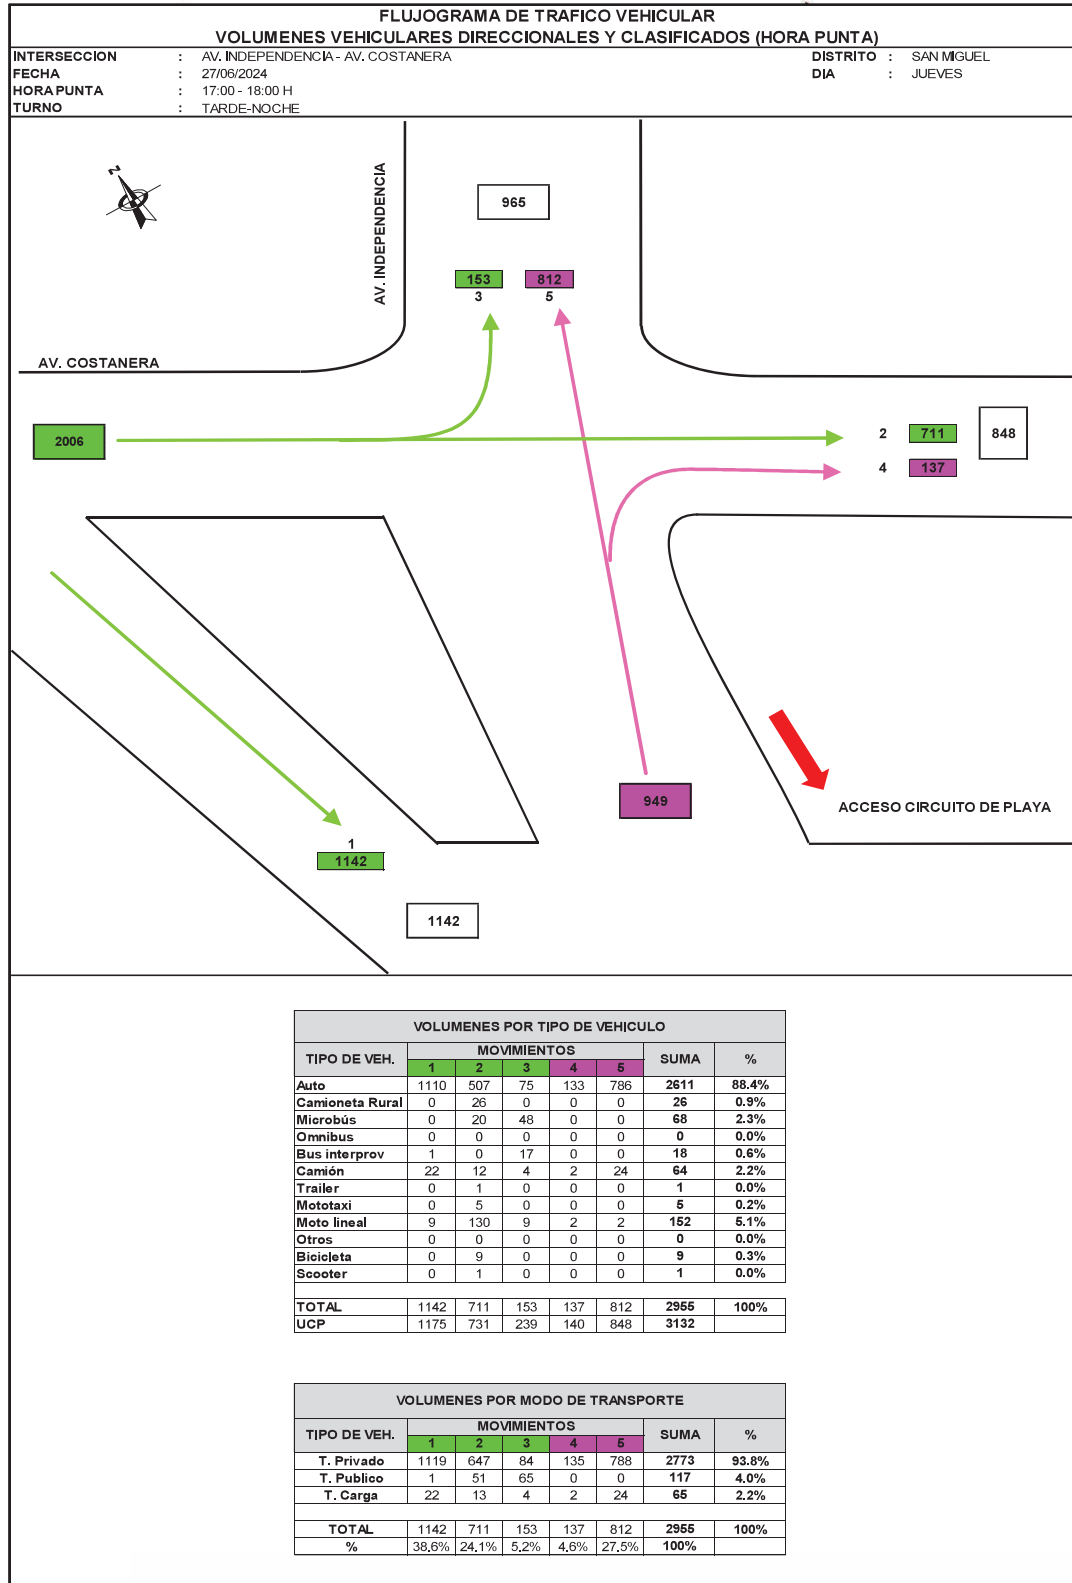 FLUJOGRAMA DE TRAFICO VEHICULAR
VOLUMENES VEHICULARES DIRECCIONALES Y CLASIFICADOS (HORA PUNTA)
INTERSECCION : AV. INDEPENDENCIA - AV. COSTANERA DISTRITO : SAN MIGUEL
FECHA : 27/06/2024 DIA : JUEVES
HORA PUNTA : 17:00 - 18:00 H
TURNO : TARDE-NOCHE
N
AV. INDEPENDENCIA
965
153 812
3 5
AV. COSTANERA
2006
2 711 848
4 137
949
ACCESO CIRCUITO DE PLAYA
1
1142
1142
VOLUMENES POR TIPO DE VEHICULO
TIPO DE VEH. MOVIMIENTOS SUMA %
1 2 3 4 5
Auto 1110 507 75 133 786 2611 88.4%
Camioneta Rural 0 26 0 0 0 26 0.9%
Microbús 0 20 48 0 0 68 2.3%
Omnibus 0 0 0 0 0 0 0.0%
Bus interprov 1 0 17 0 0 18 0.6%
Camión 22 12 4 2 24 64 2.2%
Trailer 0 1 0 0 0 1 0.0%
Mototaxi 0 5 0 0 0 5 0.2%
Moto lineal 9 130 9 2 2 152 5.1%
Otros 0 0 0 0 0 0 0.0%
Bicicleta 0 9 0 0 0 9 0.3%
Scooter 0 1 0 0 0 1 0.0%
TOTAL 1142 711 153 137 812 2955 100%
UCP 1175 731 239 140 848 3132
VOLUMENES POR MODO DE TRANSPORTE
TIPO DE VEH. MOVIMIENTOS SUMA %
1 2 3 4 5
T. Privado 1119 647 84 135 788 2773 93.8%
T. Publico 1 51 65 0 0 117 4.0%
T. Carga 22 13 4 2 24 65 2.2%
TOTAL 1142 711 153 137 812 2955 100%
% 38.6% 24.1% 5.2% 4.6% 27.5% 100%